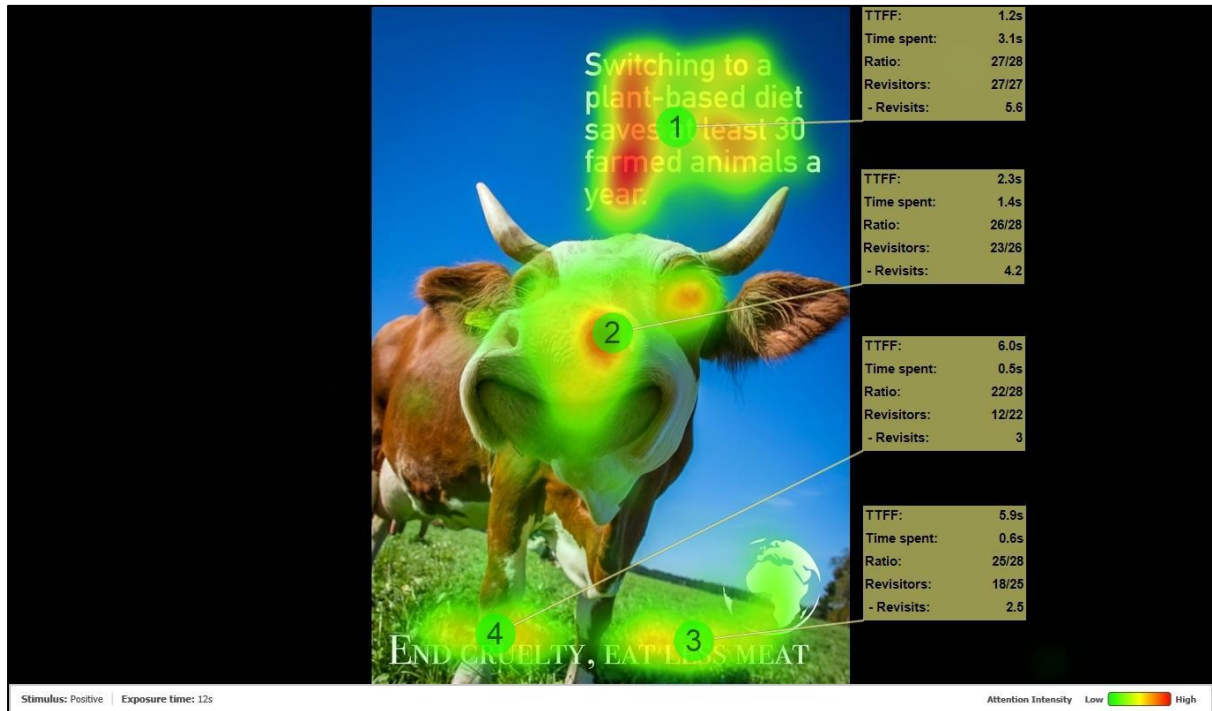 Switching to a
plant-based diet
saves at least 30
farmed animals a
year.
1
2
3
4
END CRUELTY, EAT LESS MEAT
TTFF: 1.2s
Time spent: 3.1s
Ratio: 27/28
Revisitors: 27/27
- Revisits: 5.6
TTFF: 2.3s
Time spent: 1.4s
Ratio: 26/28
Revisitors: 23/26
- Revisits: 4.2
TTFF: 6.0s
Time spent: 0.5s
Ratio: 22/28
Revisitors: 12/22
- Revisits: 3
TTFF: 5.9s
Time spent: 0.6s
Ratio: 25/28
Revisitors: 18/25
- Revisits: 2.5
Stimulus: Positive | Exposure time: 12s
Attention Intensity Low High